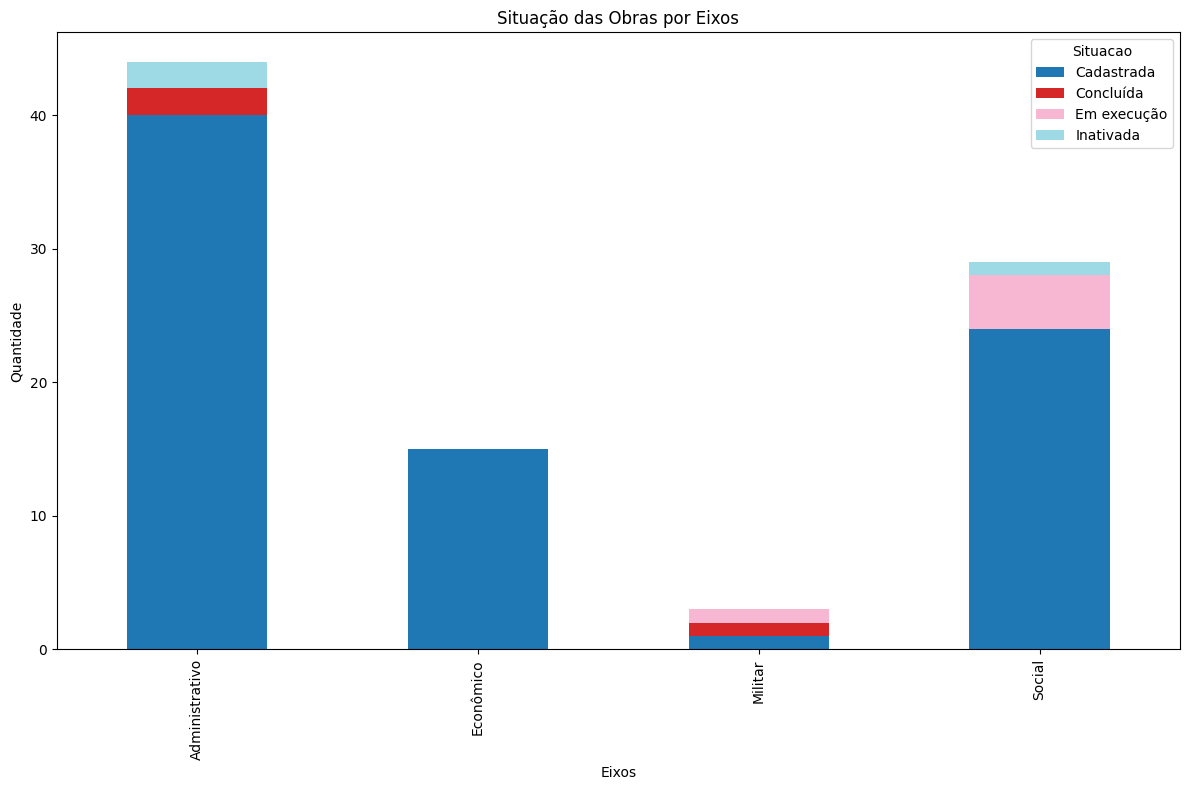 Situação das Obras por Eixos
Situacao
Cadastrada
Concluída
Em execução
Inativada
Quantidade
40
30
20
10
0
Administrativo
Econômico
Militar
Social
Eixos